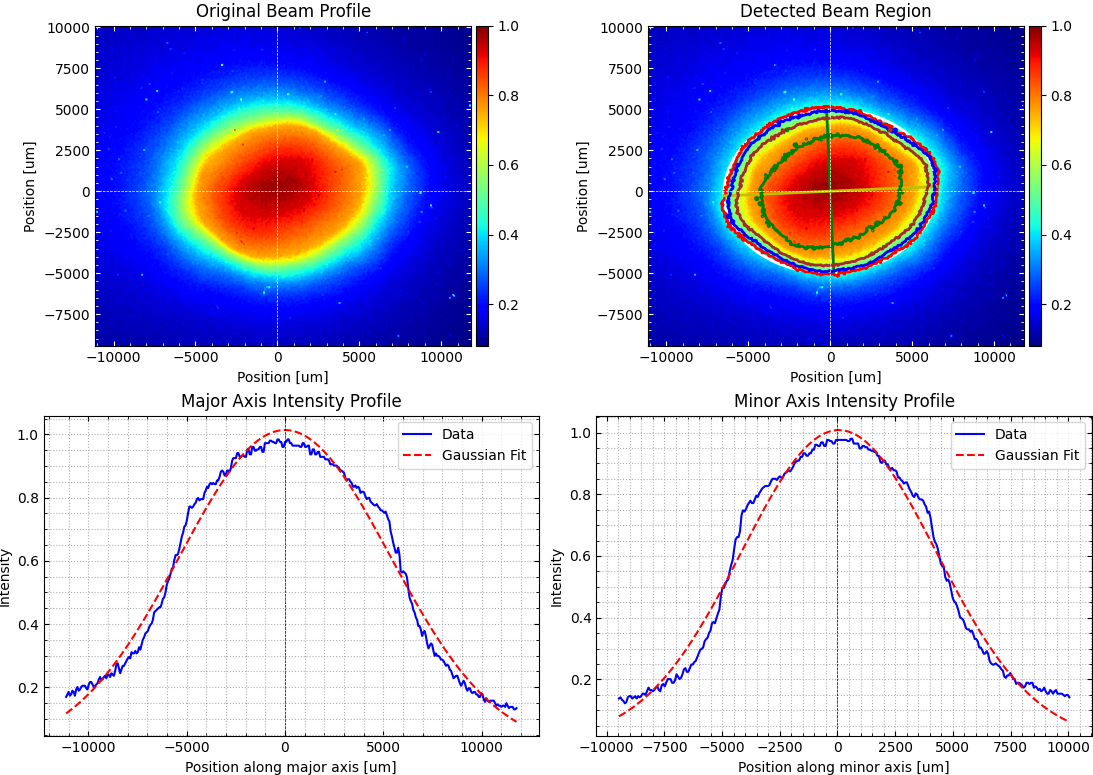 Original Beam Profile
10000
7500
5000
2500
0
−2500
−5000
−7500
Position [um]
−10000 −5000 0 5000 10000
Position [um]
1.0
0.8
0.6
0.4
0.2
Detected Beam Region
10000
7500
5000
2500
0
−2500
−5000
−7500
Position [um]
−10000 −5000 0 5000 10000
Position [um]
1.0
0.8
0.6
0.4
0.2
Major Axis Intensity Profile
1.0
0.8
0.6
0.4
0.2
Intensity
Data
Gaussian Fit
−10000 −5000 0 5000 10000
Position along major axis [um]
Minor Axis Intensity Profile
1.0
0.8
0.6
0.4
0.2
Intensity
Data
Gaussian Fit
−10000 −7500 −5000 −2500 0 2500 5000 7500 10000
Position along minor axis [um]